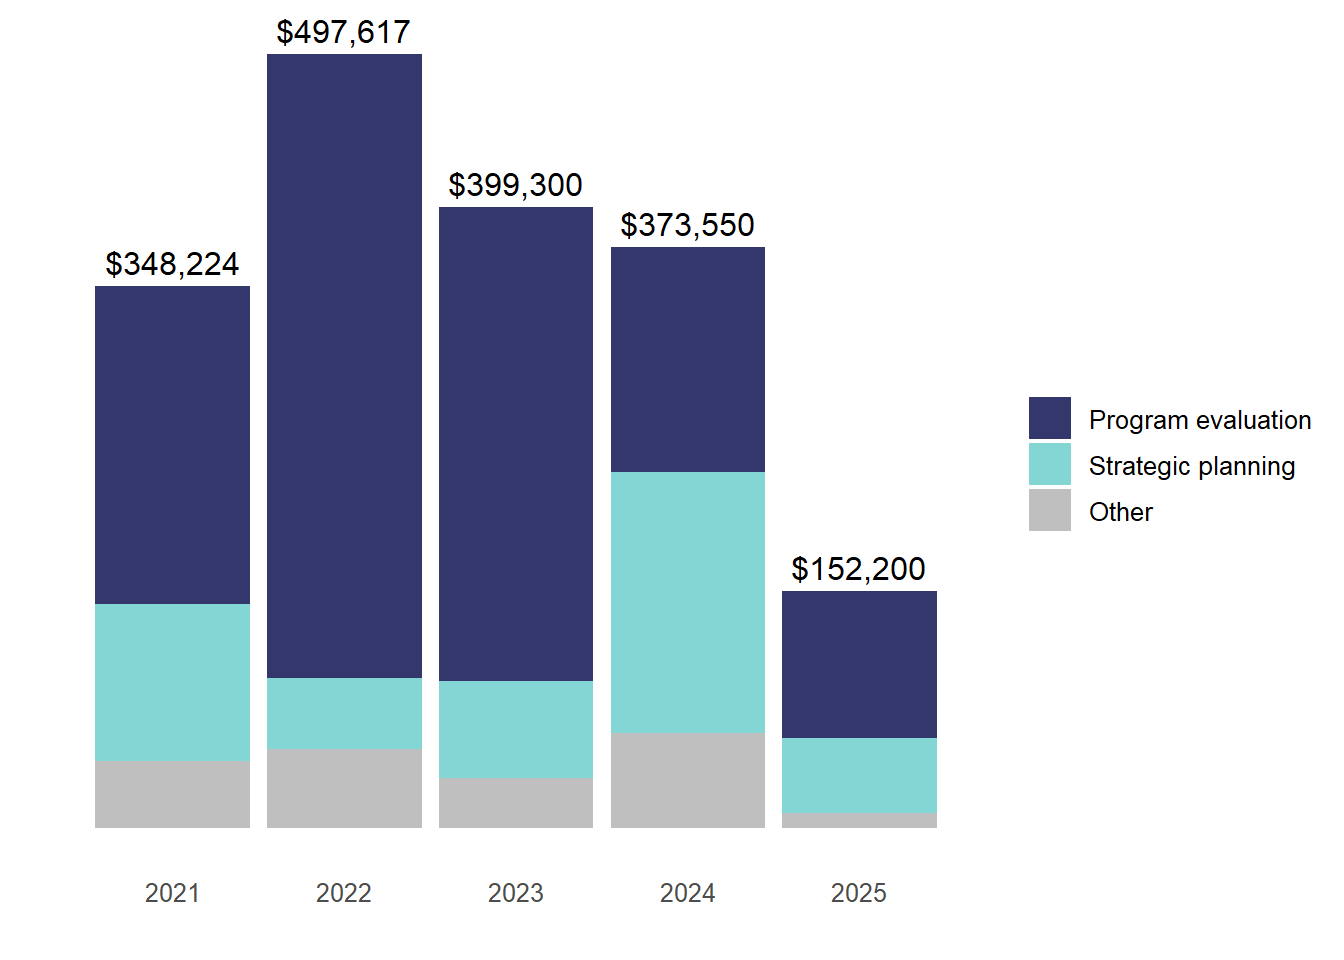 $497,617
$399,300
$373,550
$348,224
Program evaluation
Strategic planning
Other
$152,200
2021 2022 2023 2024 2025